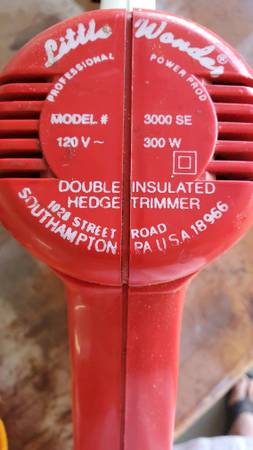 Little Wonder®
PROFESSIONAL POWER PROD
MODEL # 3000 SE
120 V ~ 300 W
DOUBLE INSULATED
HEDGE TRIMMER
1028 STREET ROAD
SOUTHAMPTON PA U.S.A 18966